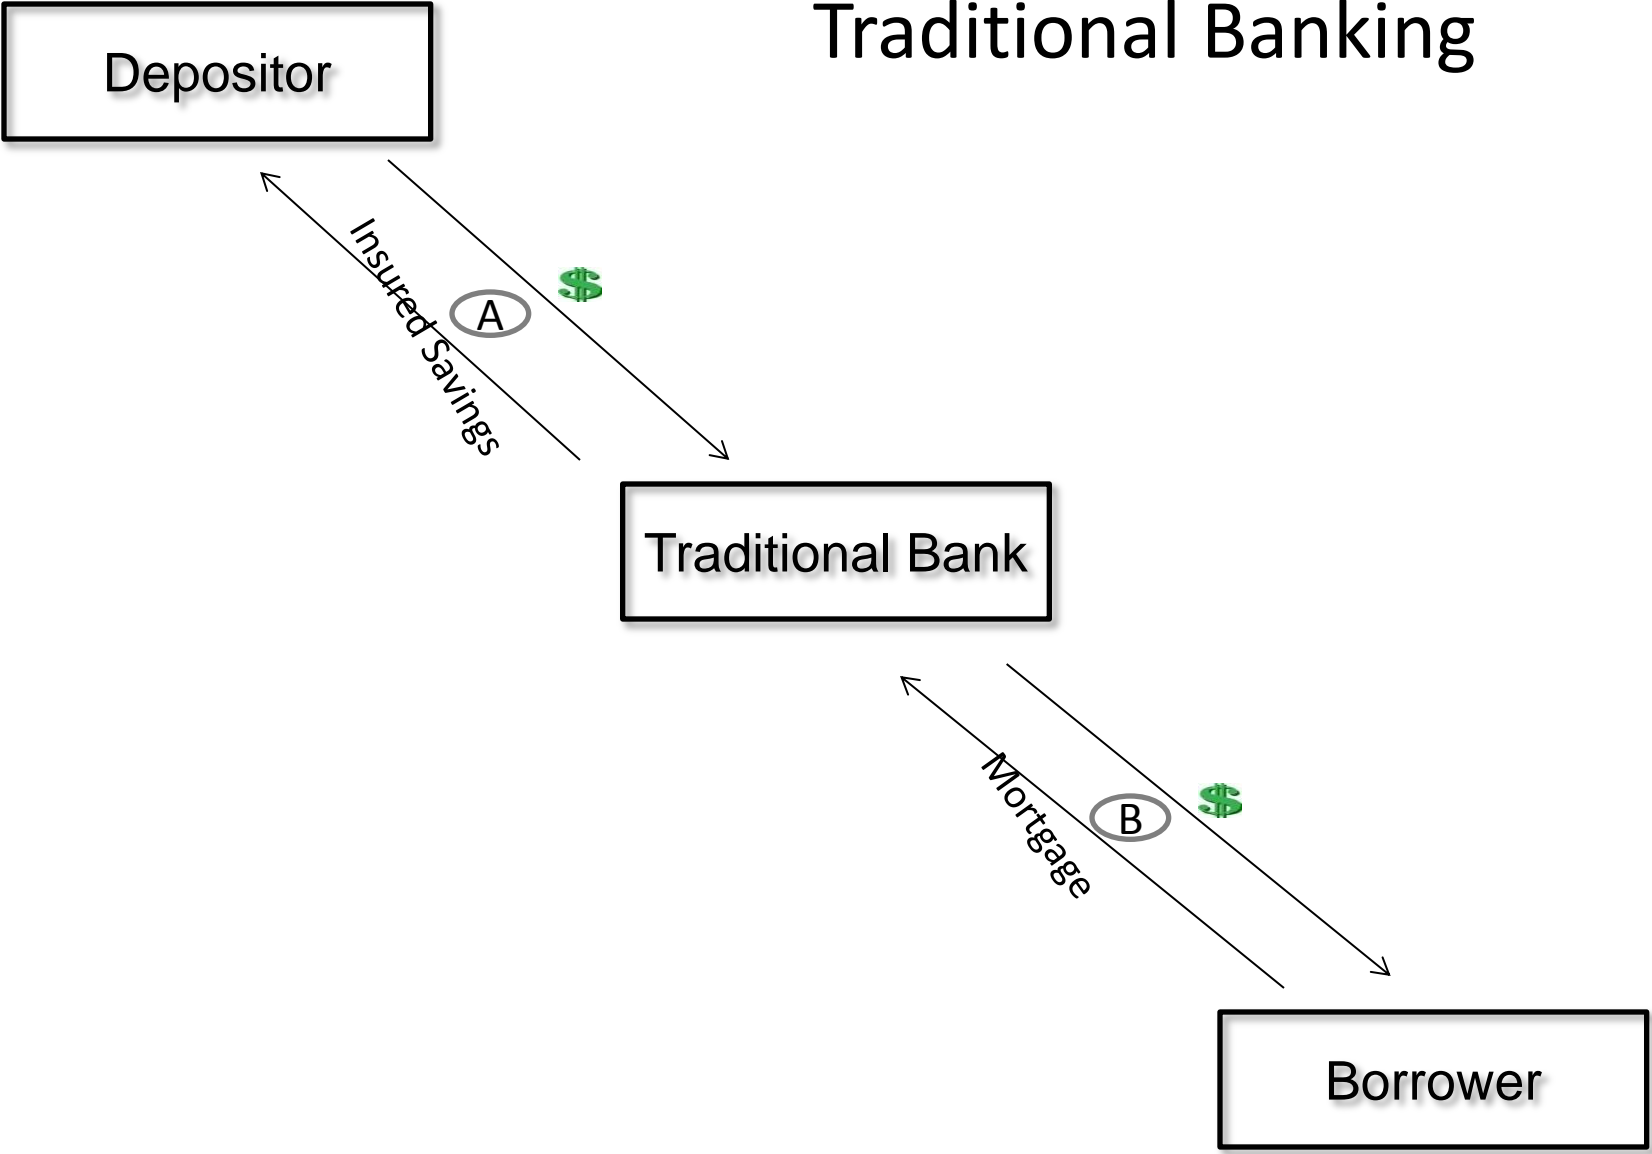 Traditional Banking
Depositor
Insured Savings
A
$
Traditional Bank
Mortgage
B
$
Borrower